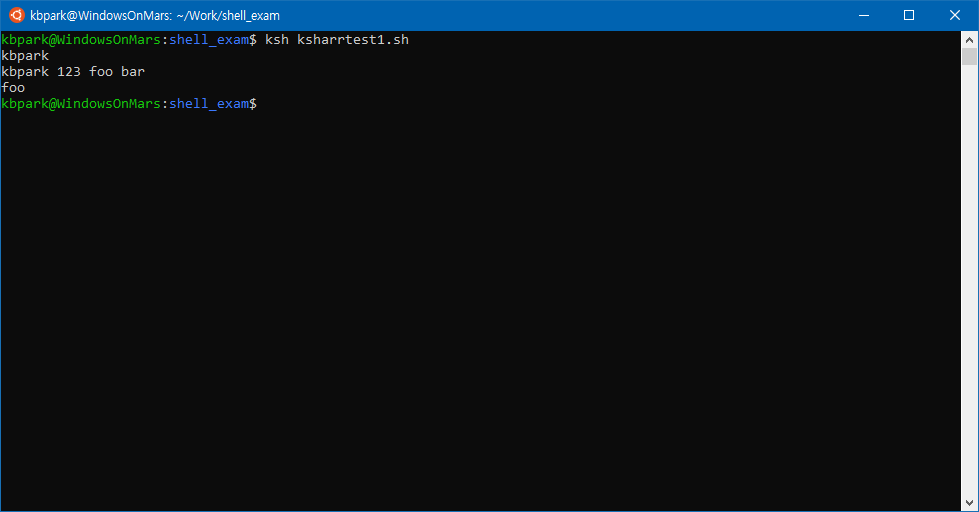 kbpark@WindowsOnMars: ~/Work/shell_exam
kbpark@WindowsOnMars:shell_exam$ ksh ksharrtest1.sh
kbpark
kbpark 123 foo bar
foo
kbpark@WindowsOnMars:shell_exam$